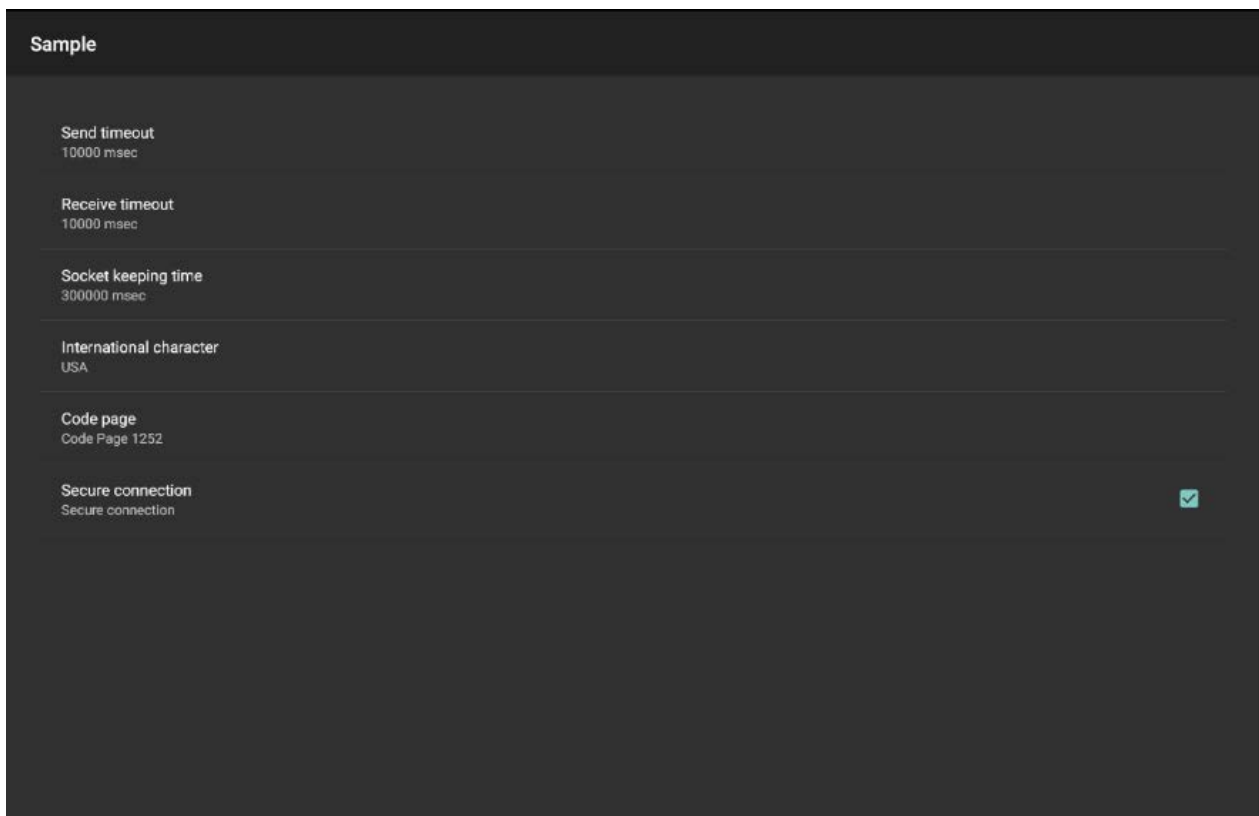 Sample
Send timeout
10000 msec
Receive timeout
10000 msec
Socket keeping time
300000 msec
International character
USA
Code page
Code Page 1252
Secure connection
Secure connection